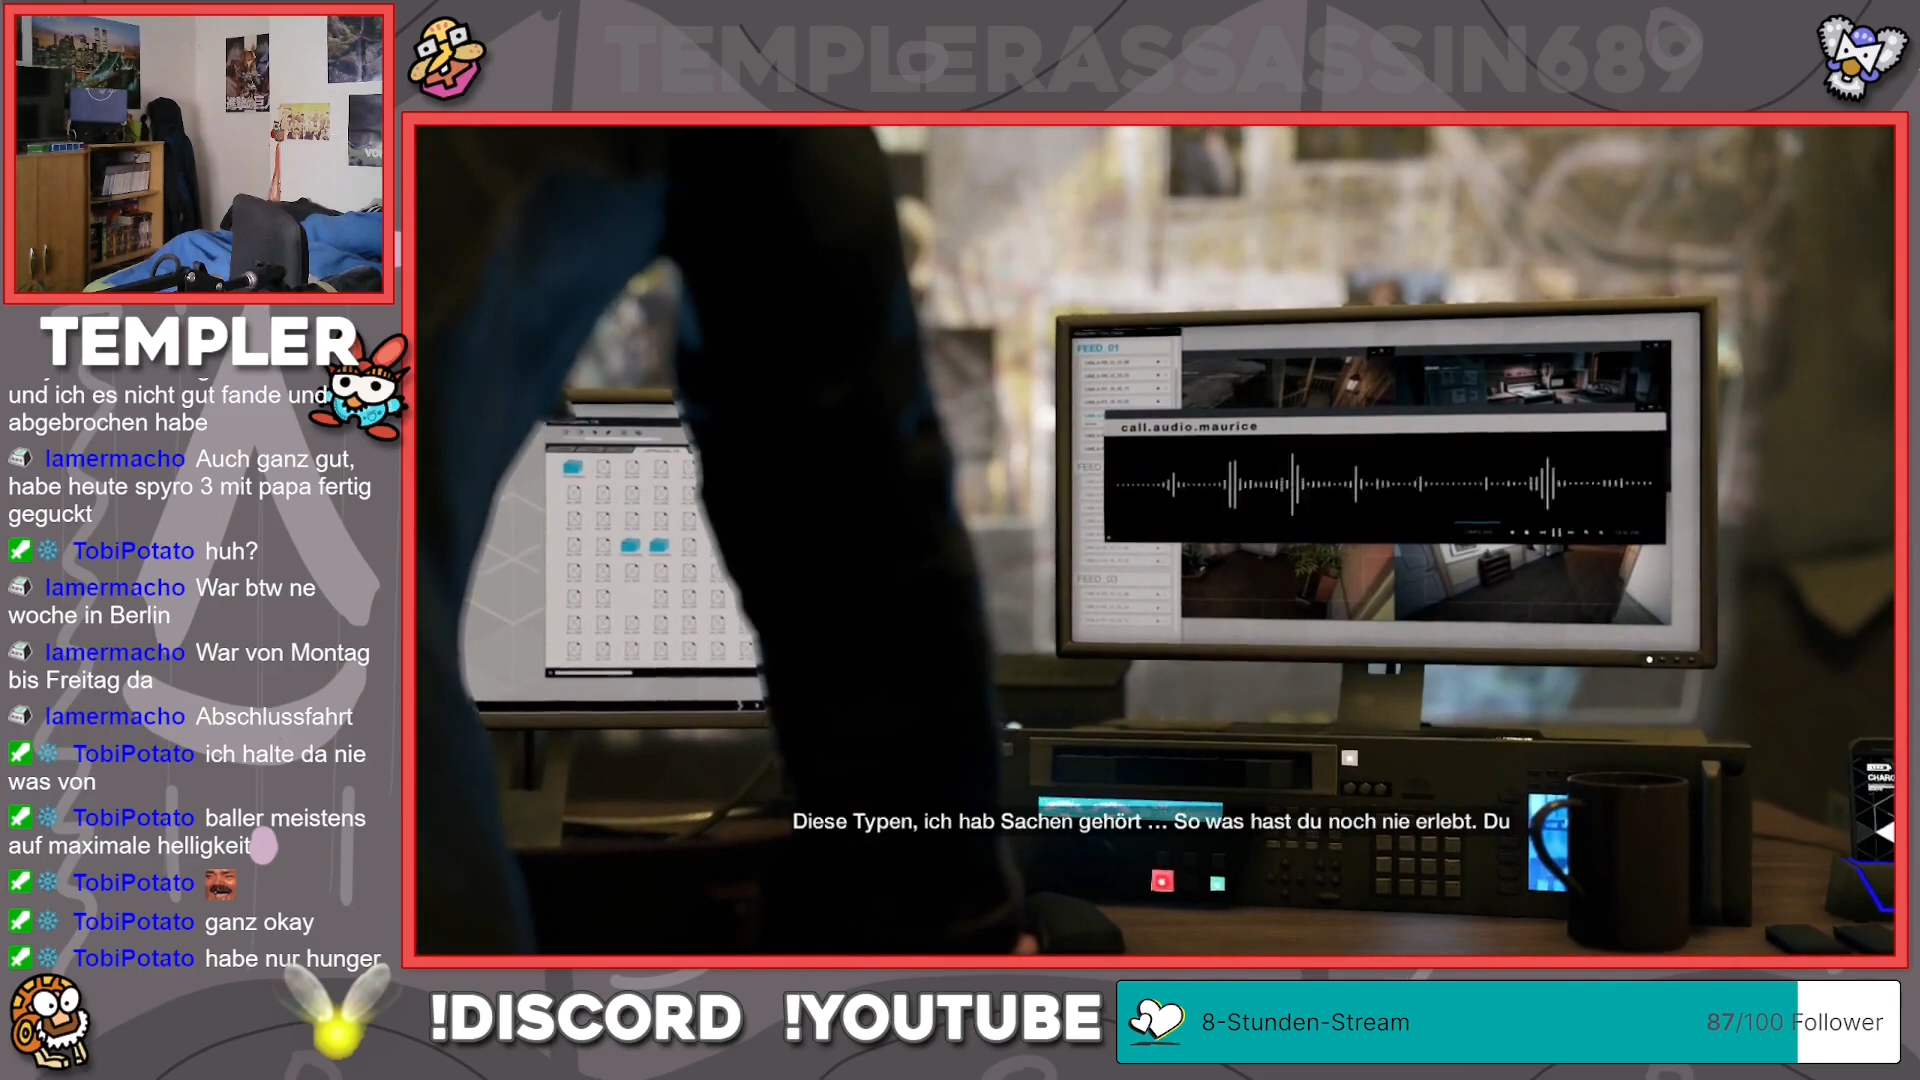 TEMPLERASSASSIN689
TEMPLER
und ich es nicht gut fande und
abgebrochen habe
lamermacho Auch ganz gut,
habe heute spyro 3 mit papa fertig
geguckt
TobiPotato huh?
lamermacho War btw ne
woche in Berlin
lamermacho War von Montag
bis Freitag da
lamermacho Abschlussfahrt
TobiPotato ich halte da nie
was von
TobiPotato baller meistens
auf maximale helligkeit
TobiPotato
TobiPotato ganz okay
TobiPotato habe nur hunger
FEED_01
call.audio.maurice
FEED
FEED_03
Diese Typen, ich hab Sachen gehört ... So was hast du noch nie erlebt. Du
!DISCORD !YOUTUBE
8-Stunden-Stream 87/100 Follower